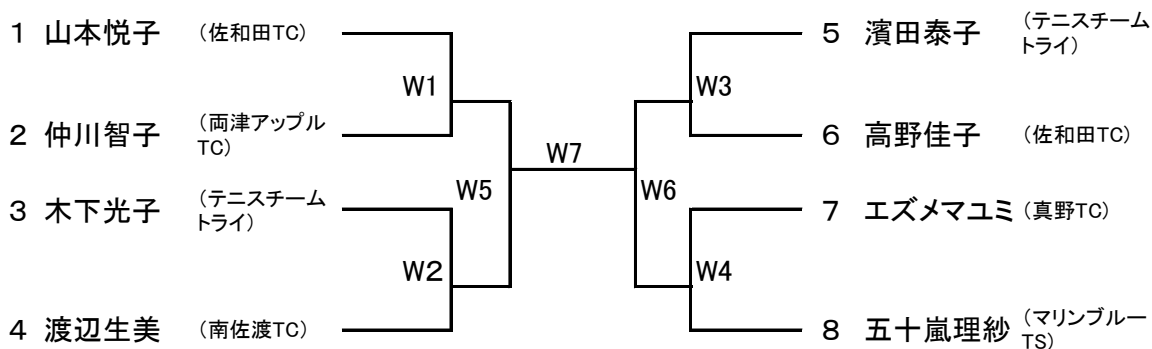 1 山本悦子 (佐和田TC)
W1
2 仲川智子 (両津アップル
TC)
W5
3 木下光子 (テニスチーム
トライ)
W2
4 渡辺生美 (南佐渡TC)
W7
5 濱田泰子 (テニスチーム
トライ)
W3
6 高野佳子 (佐和田TC)
W6
7 エズメマユミ (真野TC)
W4
8 五十嵐理紗 (マリンブルー
TS)